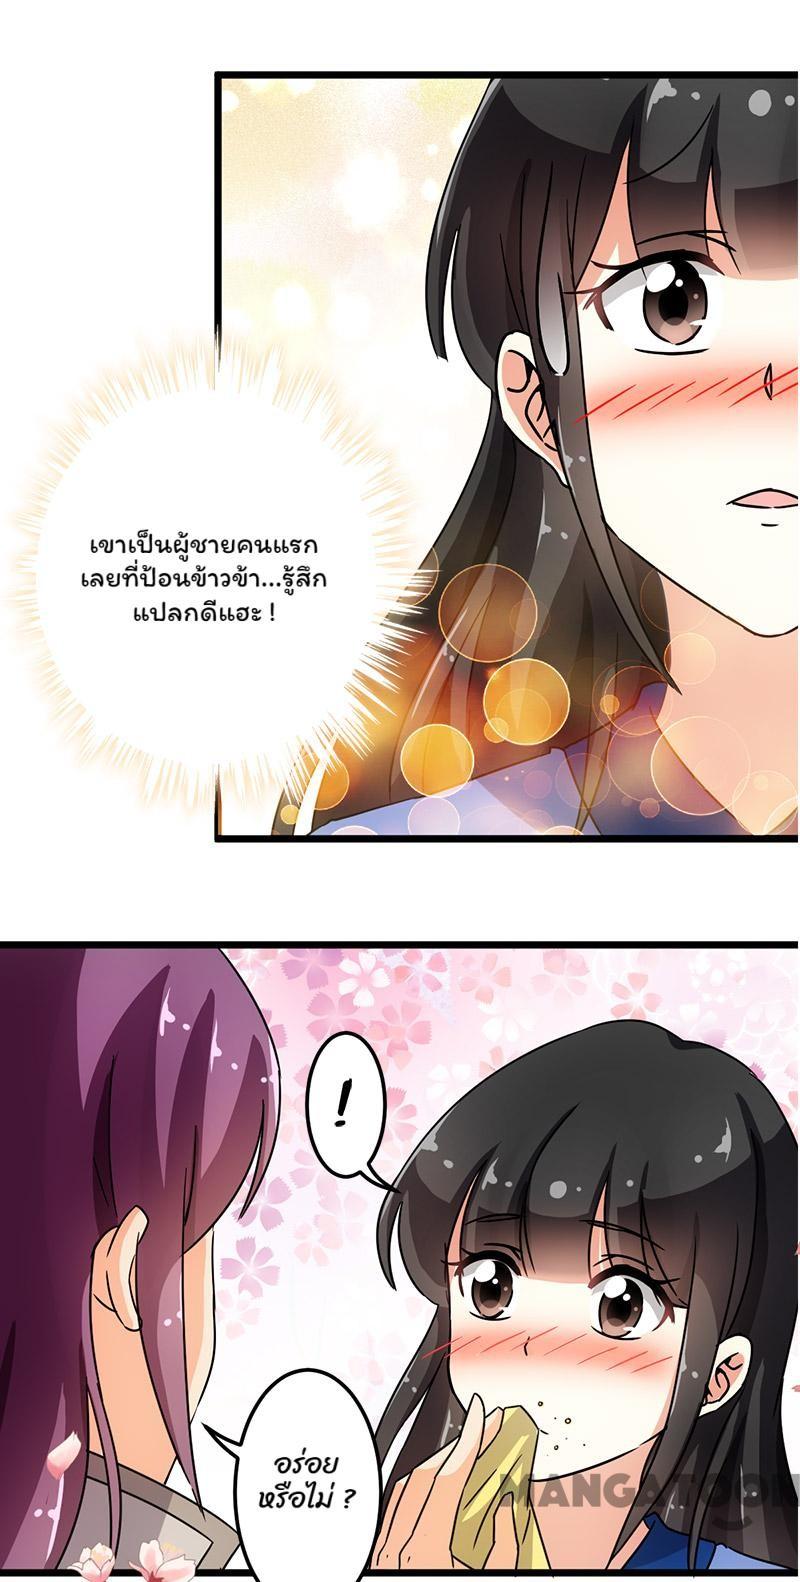 เขาเป็นผู้ชายคนแรก
เลยที่ป้อนข้าวข้า...รู้สึก
แปลกดีแฮะ !
!
อร่อย
หรือไม่ ?
MANGATOON